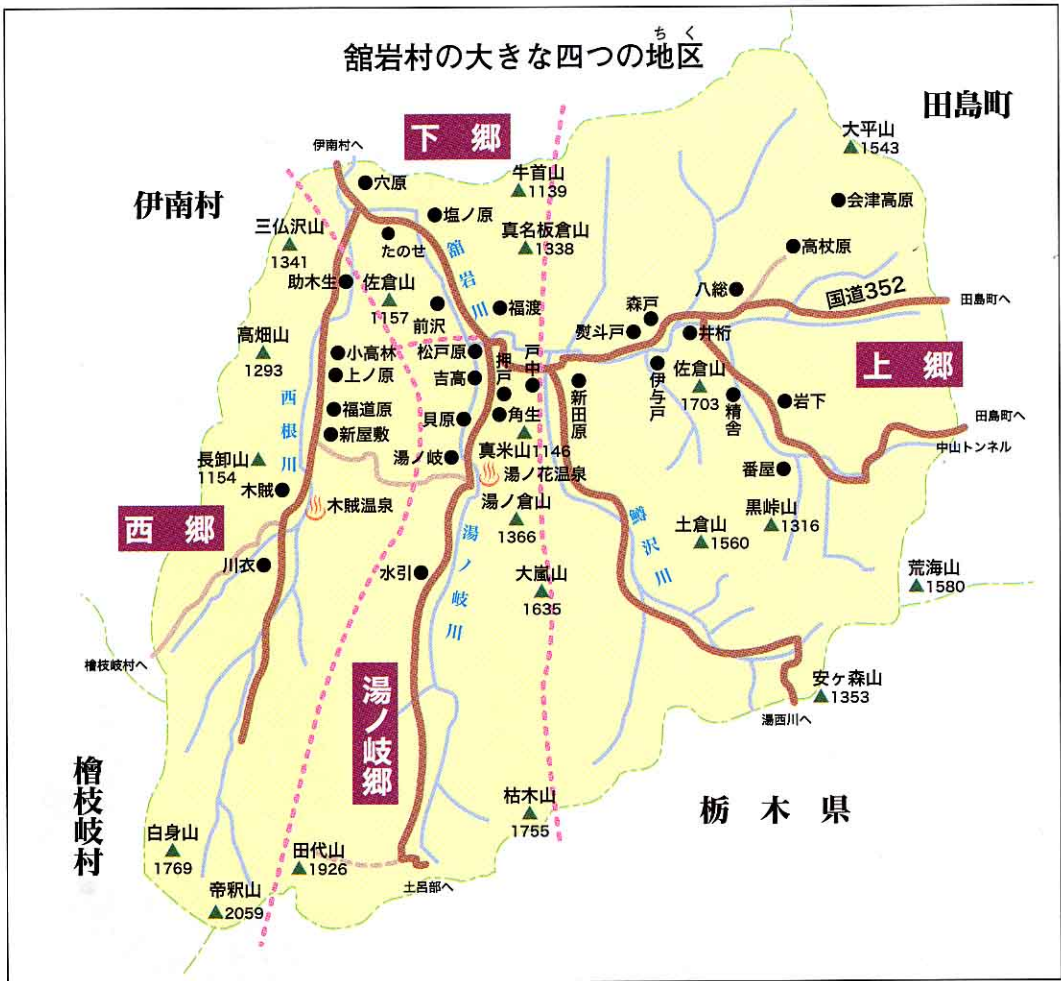 舘岩村の大きな四つの地区
ちく
田島町
下 郷
伊南村へ
伊南村
大平山
1543
牛首山
1139
穴原
会津高原
塩ノ原
三仏沢山
1341
たのせ
舘岩川
真名板倉山
1338
高杖原
助木生
佐倉山
1157
八総
国道352
田島町へ
前沢
福渡
森戸
熨斗戸
井桁
高畑山
1293
小高林
松戸原
押戸
戸中
上 郷
上ノ原
吉高
新田原
伊与戸
佐倉山
1703
精舎
岩下
西根川
福道原
貝原
角生
田島町へ
新屋敷
真米山1146
中山トンネル
長卸山
1154
湯ノ岐
湯ノ花温泉
番屋
木賊
木賊温泉
湯ノ倉山
1366
黒峠山
1316
西 郷
湯ノ岐川
鱒沢川
土倉山
1560
川衣
水引
大嵐山
1635
荒海山
1580
檜枝岐村へ
湯ノ岐郷
安ヶ森山
1353
湯西川へ
檜枝岐村
枯木山
1755
栃 木 県
白身山
1769
田代山
1926
土呂部へ
帝釈山
2059